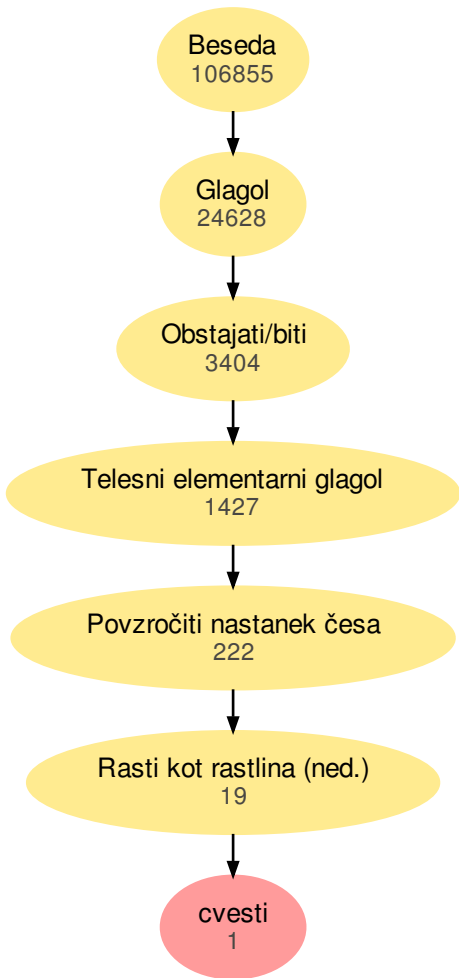 Beseda
106855
Glagol
24628
Obstajati/biti
3404
Telesni elementarni glagol
1427
Povzročiti nastanek česa
222
Rasti kot rastlina (ned.)
19
cvesti
1